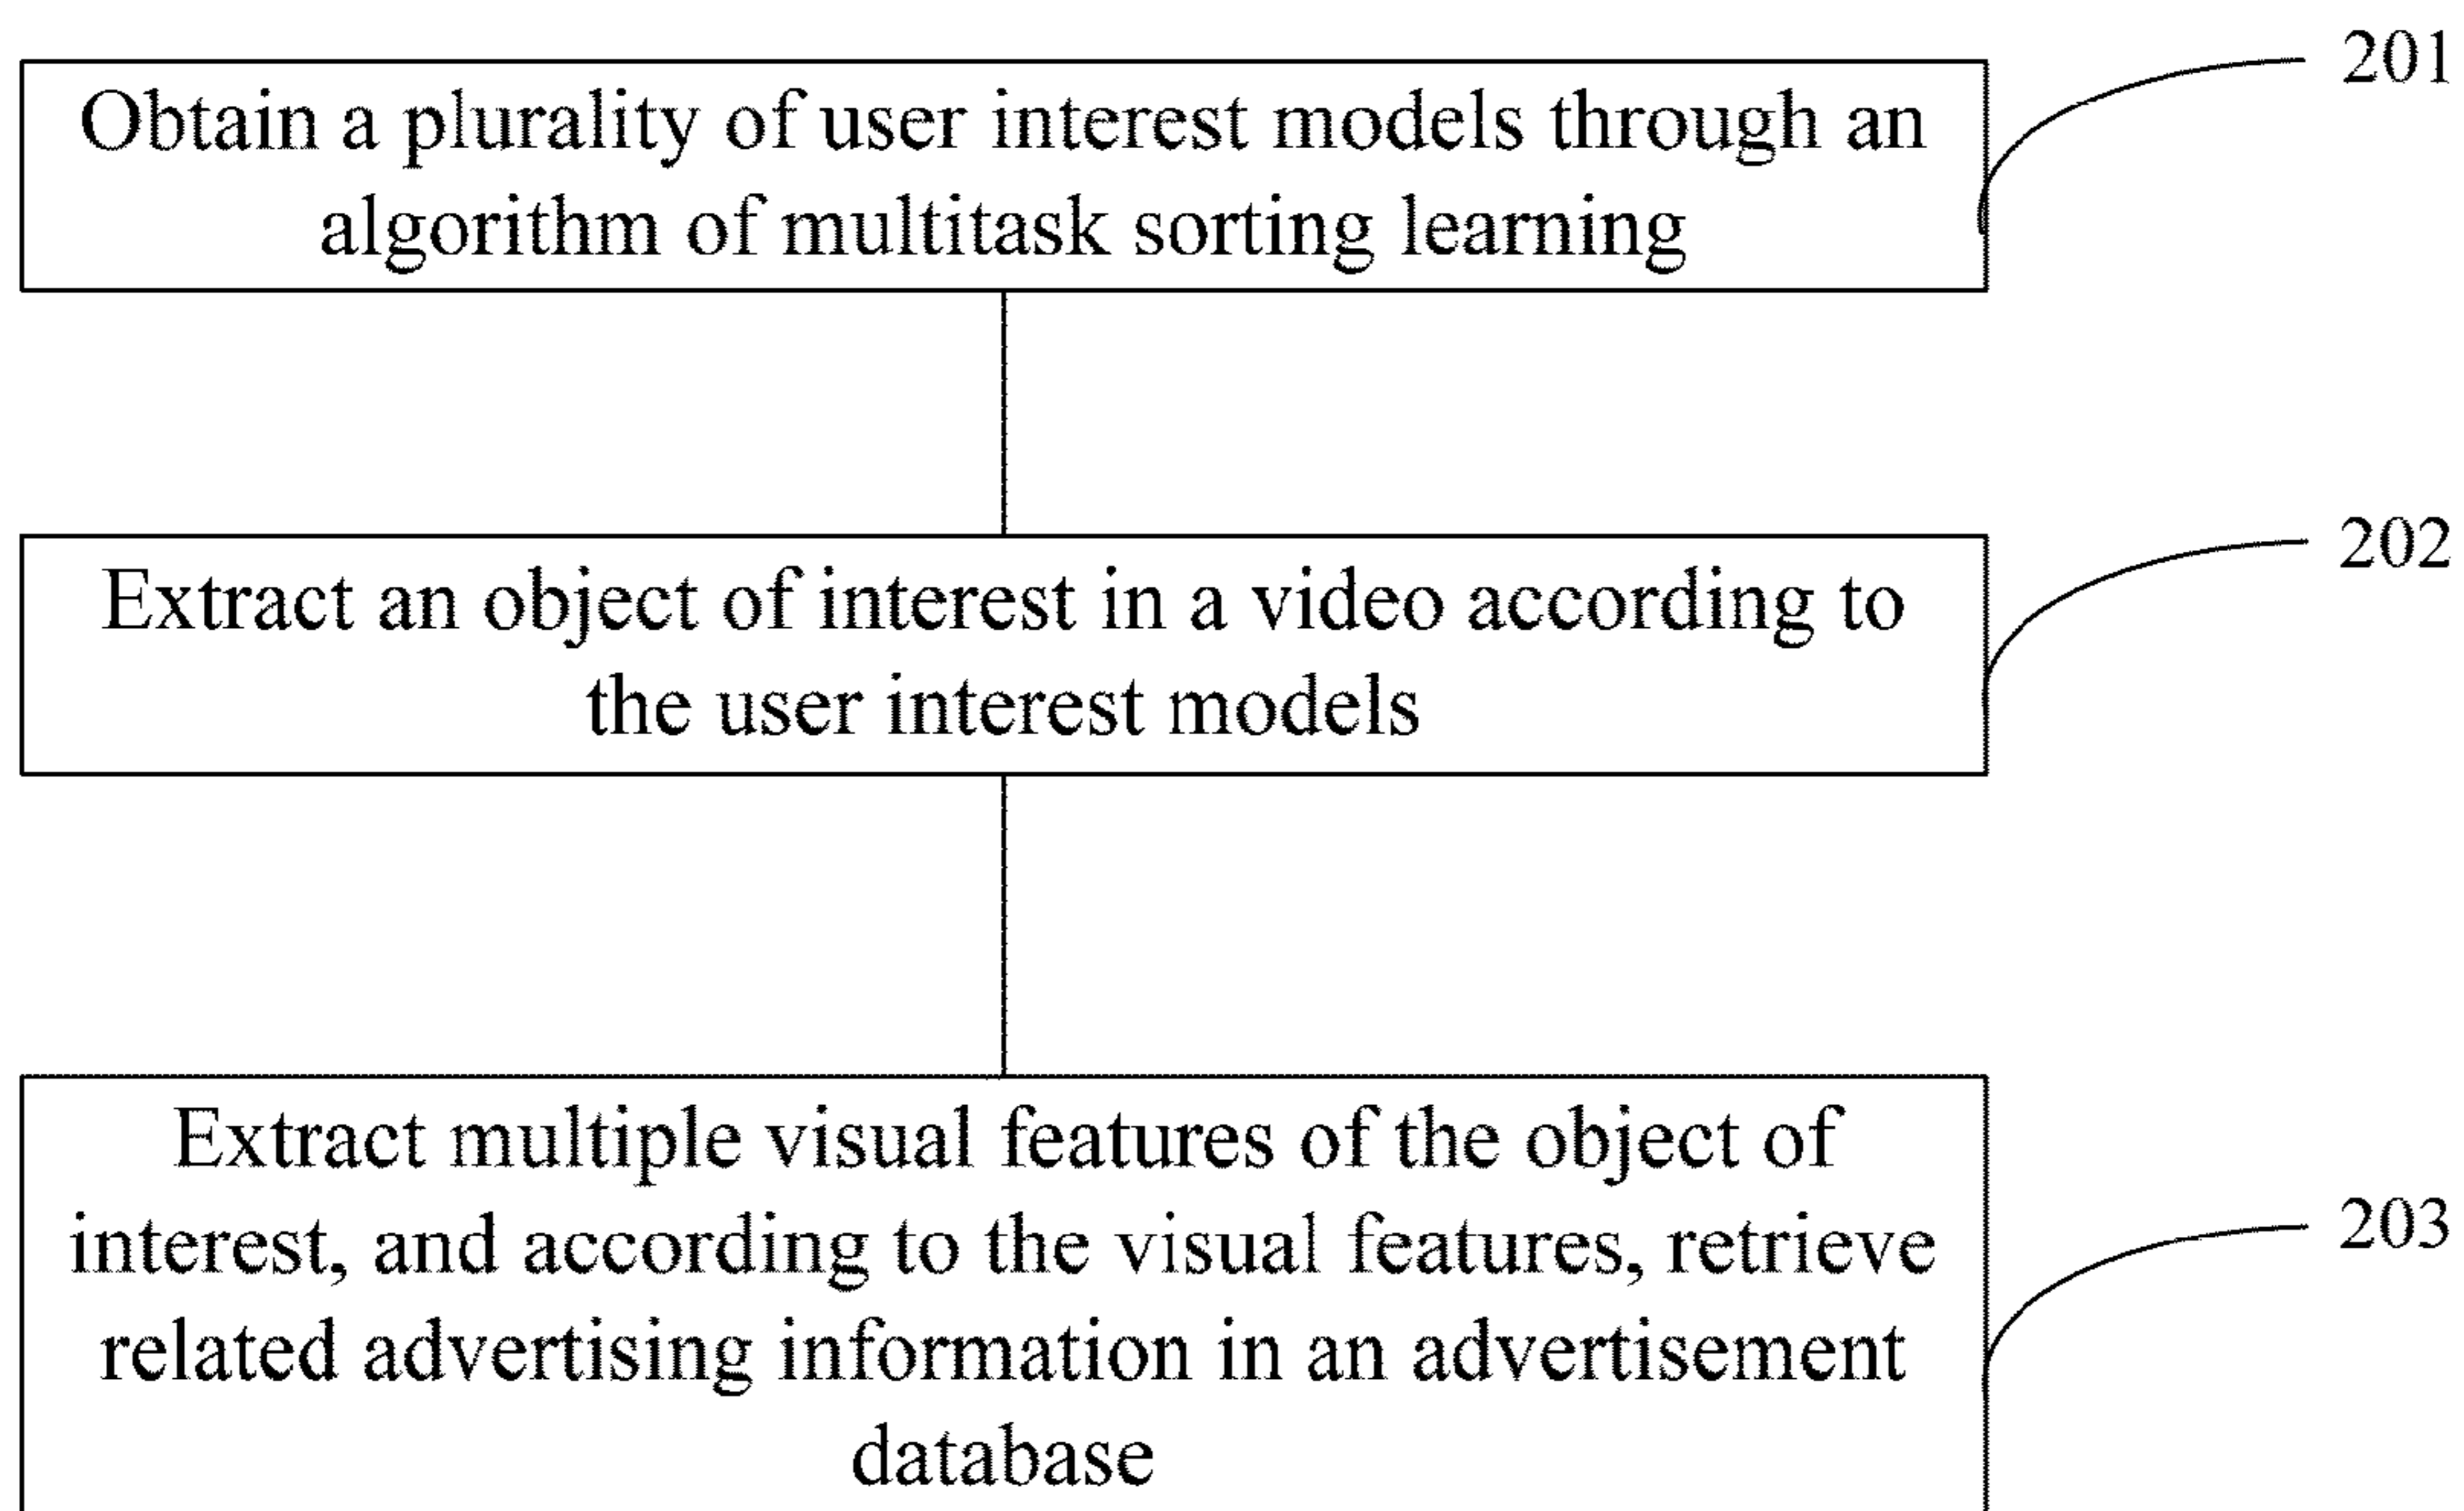 201
Obtain a plurality of user interest models through an
algorithm of multitask sorting learning
202
Extract an object of interest in a video according to
the user interest models
Extract multiple visual features of the object of
interest, and according to the visual features, retrieve
203
related advertising information in an advertisement
database